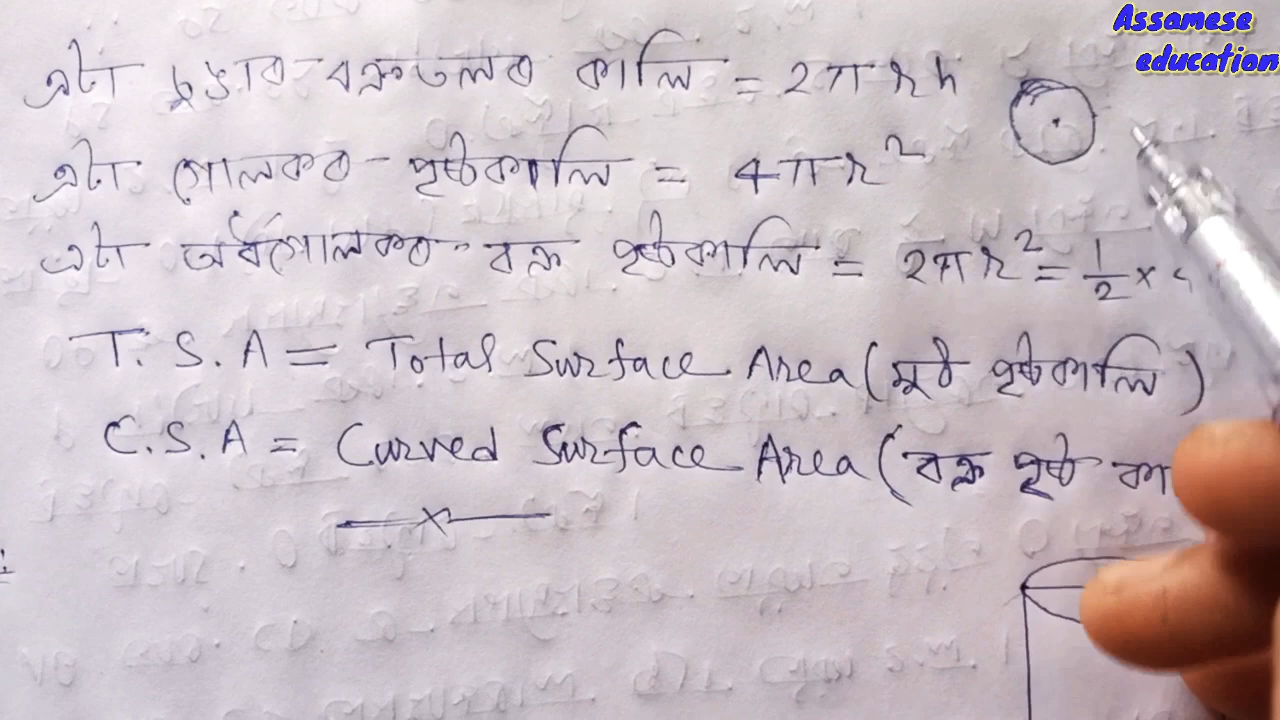 Assamese
education
এটা চুঙাৰ বক্ৰতলৰ কালি = 2πrh
এটা গোলকৰ - পৃষ্ঠকালি = 4πr²
এটা অৰ্ধগোলকৰ - বক্ৰ পৃষ্ঠকালি = 2πr² = 1/2 ×
T.S.A = Total Surface Area (মুঠ পৃষ্ঠকালি)
C.S.A = Curved Surface Area (বক্ৰ পৃষ্ঠ কা